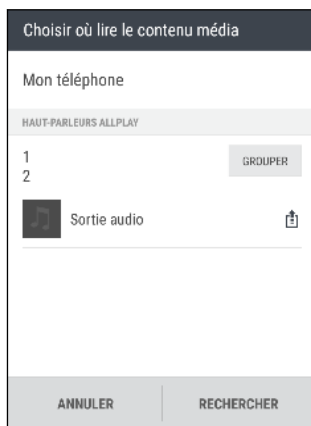 Choisir où lire le contenu média
Mon téléphone
HAUT-PARLEURS ALLPLAY
1
GROUPER
2
Sortie audio
ANNULER
RECHERCHER